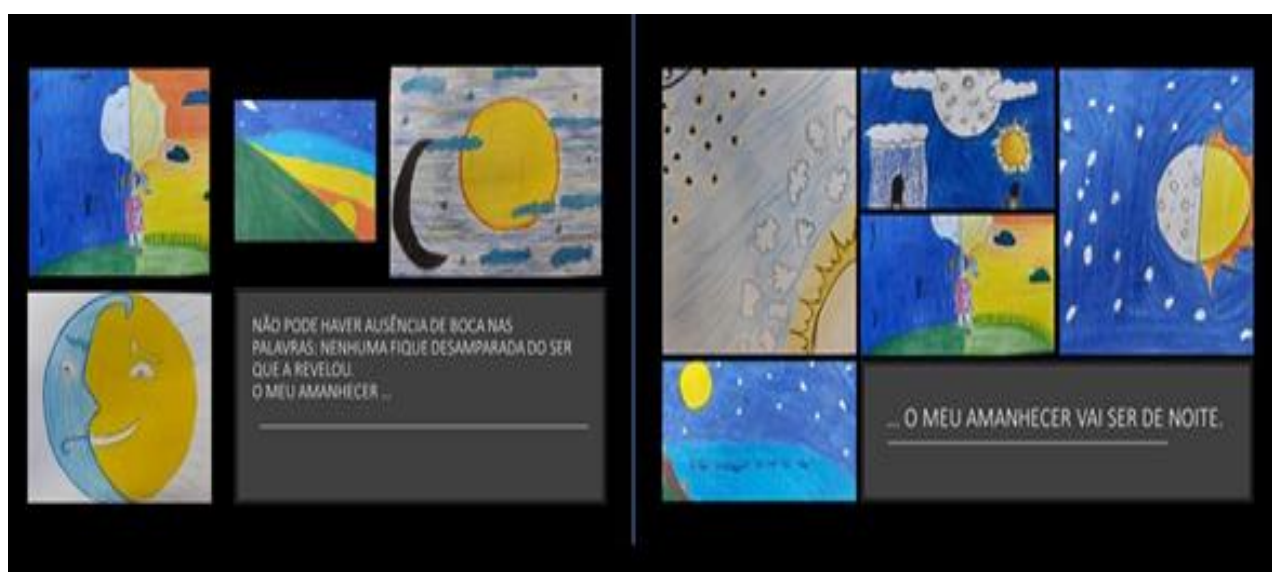 NÃO PODE HAVER AUSÊNCIA DE BOCA NAS
PALAVRAS: NENHUMA FIQUE DESAMPARADA DO SER
QUE A REVELOU.
O MEU AMANHECER ...
... O MEU AMANHECER VAI SER DE NOITE.